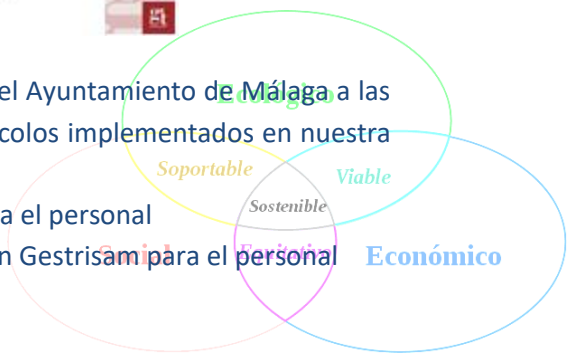 el Ayuntamiento de Málaga a las
Ecológico
colos implementados en nuestra
Soportable
Viable
Sostenible
a el personal
n Gestrisam para el personal
Social
Equitativo
Económico